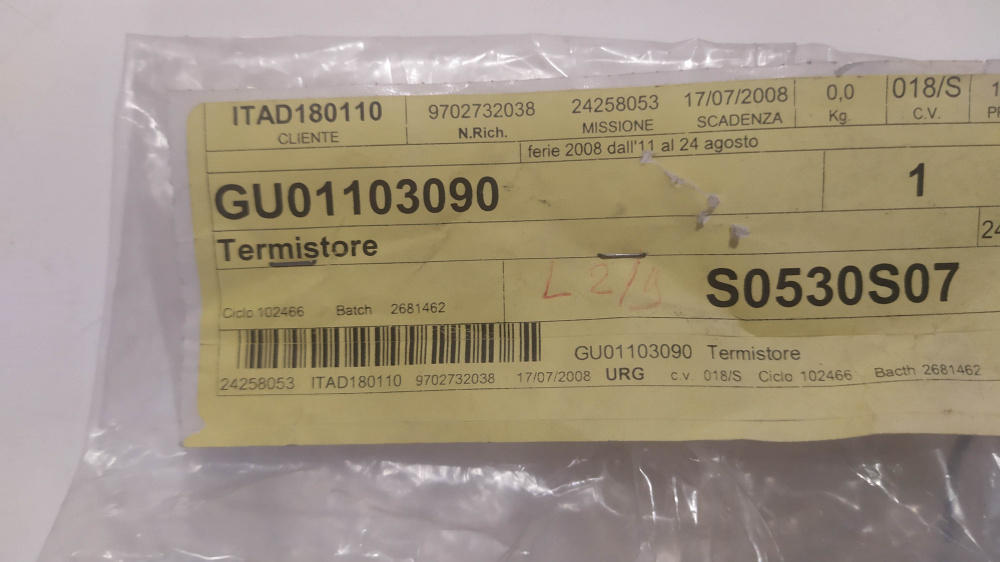 ITAD180110 9702732038 24258053 17/07/2008 0,0 018/S
CLIENTE N.Rich. MISSIONE SCADENZA Kg. C.V.
ferie 2008 dall'11 al 24 agosto
GU01103090 1
Termistore
L 2/ S0530S07
Ciclo 102466 Batch 2681462
GU01103090 Termistore
24258053 ITAD180110 9702732038 17/07/2008 URG c.v. 018/S Ciclo 102466 Bacth 2681462